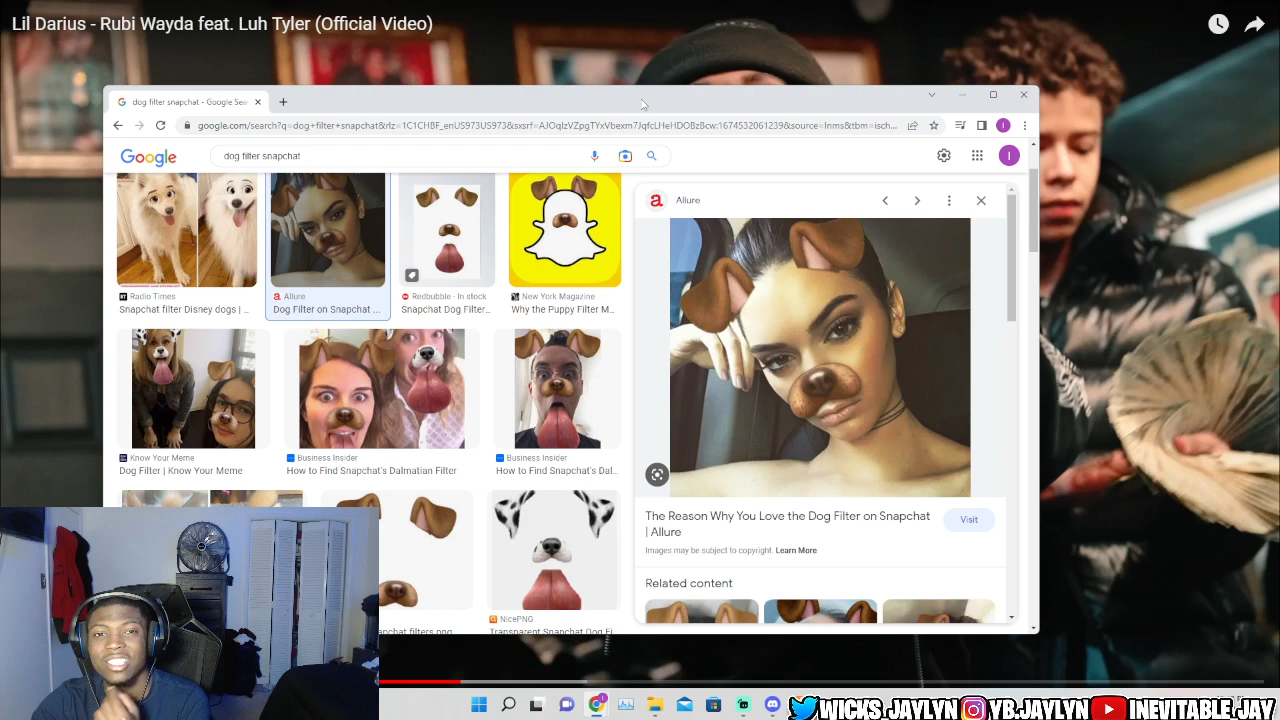 Lil Darius - Rubi Wayda feat. Luh Tyler (Official Video)
dog filter snapchat - Google Sea
google.com/search?q=dog+filter+snapchat&rlz=1C1CHBF_enUS973US973&sxsrf=AJOqlzVZpgTYxVbexm7JqfcLHeHDOBzBcw:1674532061239&source=lnms&tbm=isch...
I
Google
dog filter snapchat
I
Radio Times
Snapchat filter Disney dogs | ...
a Allure
Dog Filter on Snapchat ...
Redbubble - In stock
Snapchat Dog Filter...
New York Magazine
Why the Puppy Filter M...
Know Your Meme
Dog Filter | Know Your Meme
Business Insider
How to Find Snapchat's Dalmatian Filter
Business Insider
How to Find Snapchat's Dal...
NicePNG
a Allure
The Reason Why You Love the Dog Filter on Snapchat
| Allure
Visit
Images may be subject to copyright. Learn More
Related content
WICKS.JAYLYN YB.JAYLYN INEVITABLE.JAY